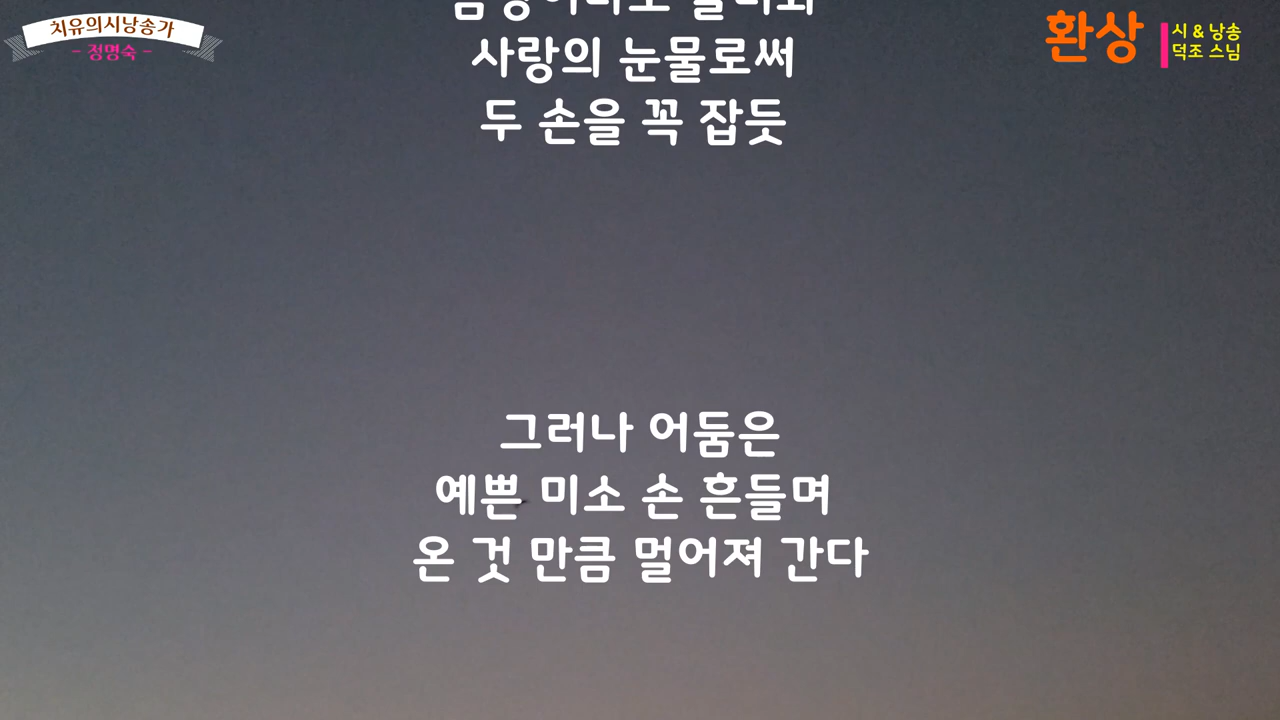 치유의시낭송가
- 정명숙 -
환상
시 & 낭송
덕조 스님
사랑의 눈물로써
두 손을 꼭 잡듯
그러나 어둠은
예쁜 미소 손 흔들며
온 것 만큼 멀어져 간다